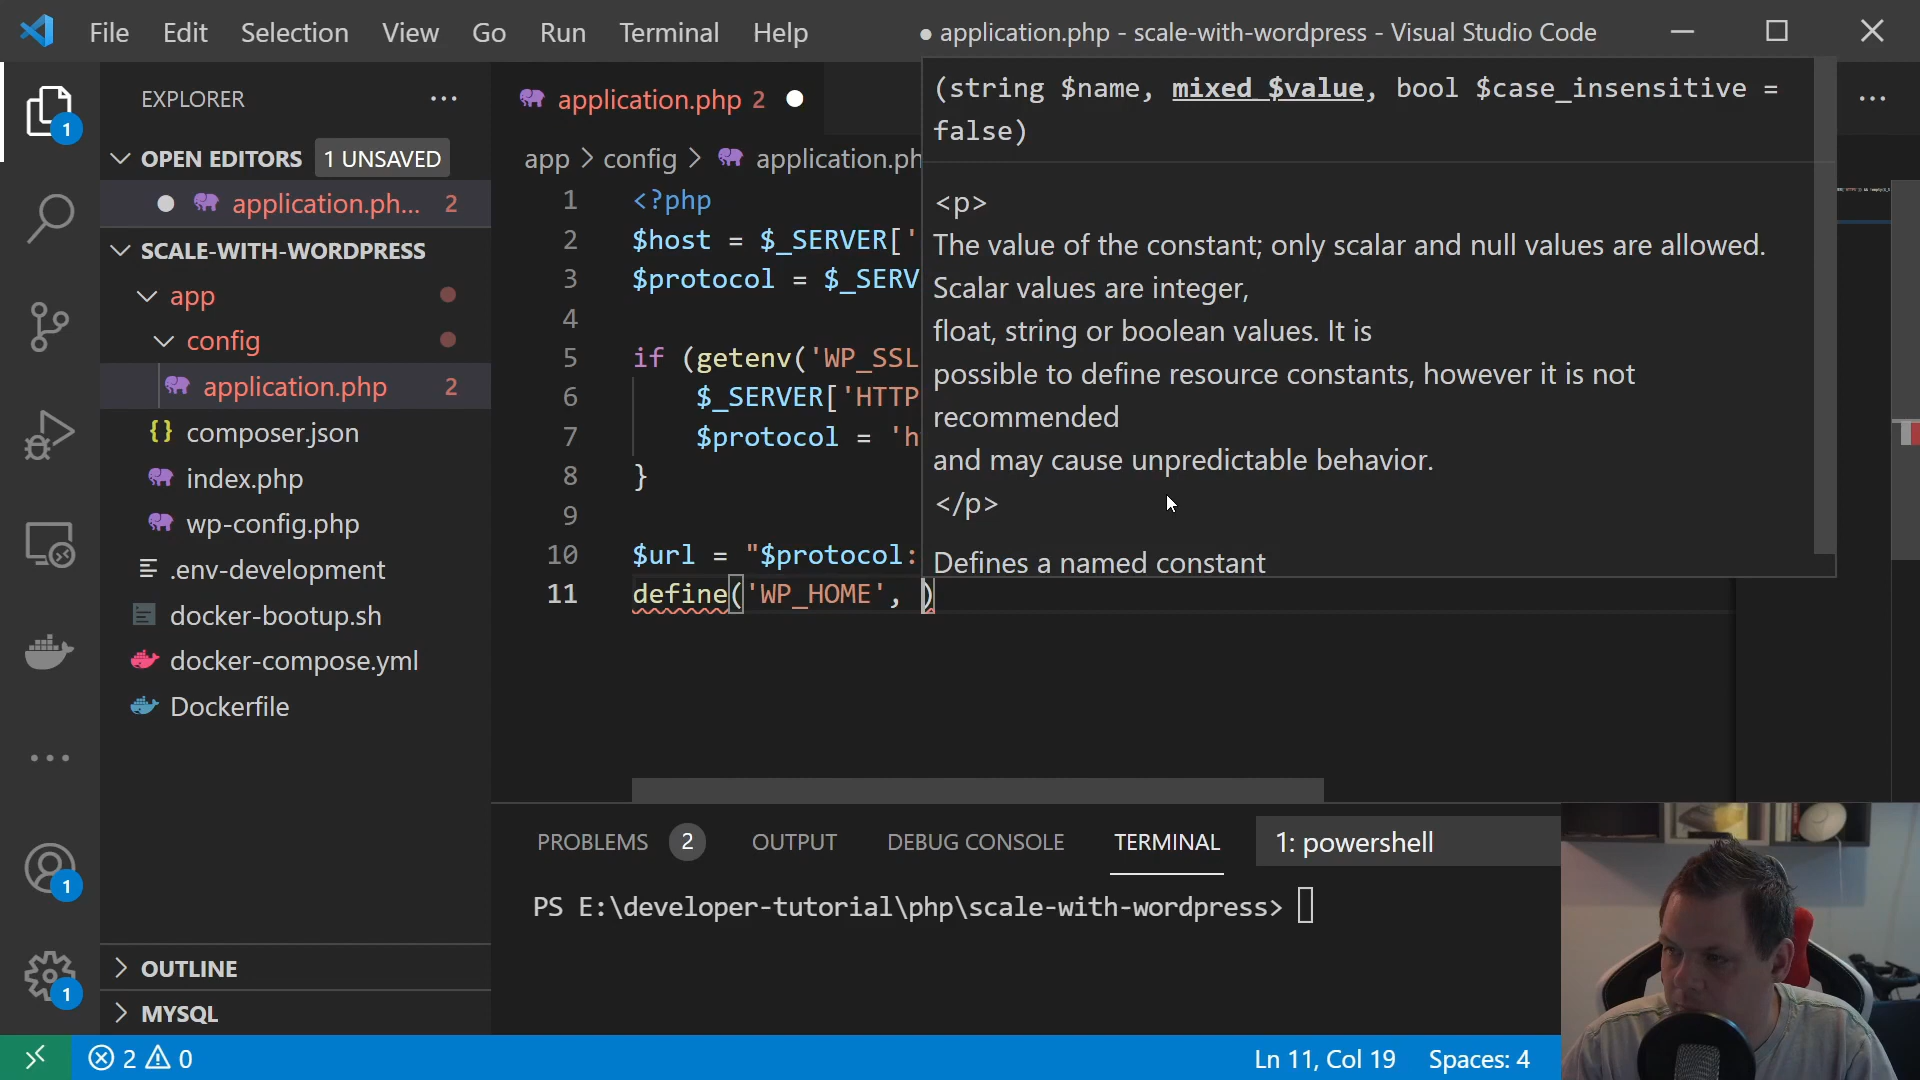 File Edit Selection View Go Run Terminal Help
● application.php - scale-with-wordpress - Visual Studio Code
EXPLORER
OPEN EDITORS 1 UNSAVED
application.ph... 2
SCALE-WITH-WORDPRESS
app
config
application.php 2
composer.json
index.php
wp-config.php
.env-development
docker-bootup.sh
docker-compose.yml
Dockerfile
OUTLINE
MYSQL
1
1
1
application.php 2
app > config > application.ph
1 <?php
2 $host = $_SERVER['
3 $protocol = $_SERV
4
5 if (getenv('WP_SSL
6 $_SERVER['HTTP
7 $protocol = 'h
8 }
9
10 $url = "$protocol:
11 define('WP_HOME', )
(string $name, mixed $value, bool $case_insensitive =
false)
<p>
The value of the constant; only scalar and null values are allowed.
Scalar values are integer,
float, string or boolean values. It is
possible to define resource constants, however it is not
recommended
and may cause unpredictable behavior.
</p>
Defines a named constant
PROBLEMS 2 OUTPUT DEBUG CONSOLE TERMINAL 1: powershell
PS E:\developer-tutorial\php\scale-with-wordpress>
2 0 Ln 11, Col 19 Spaces: 4